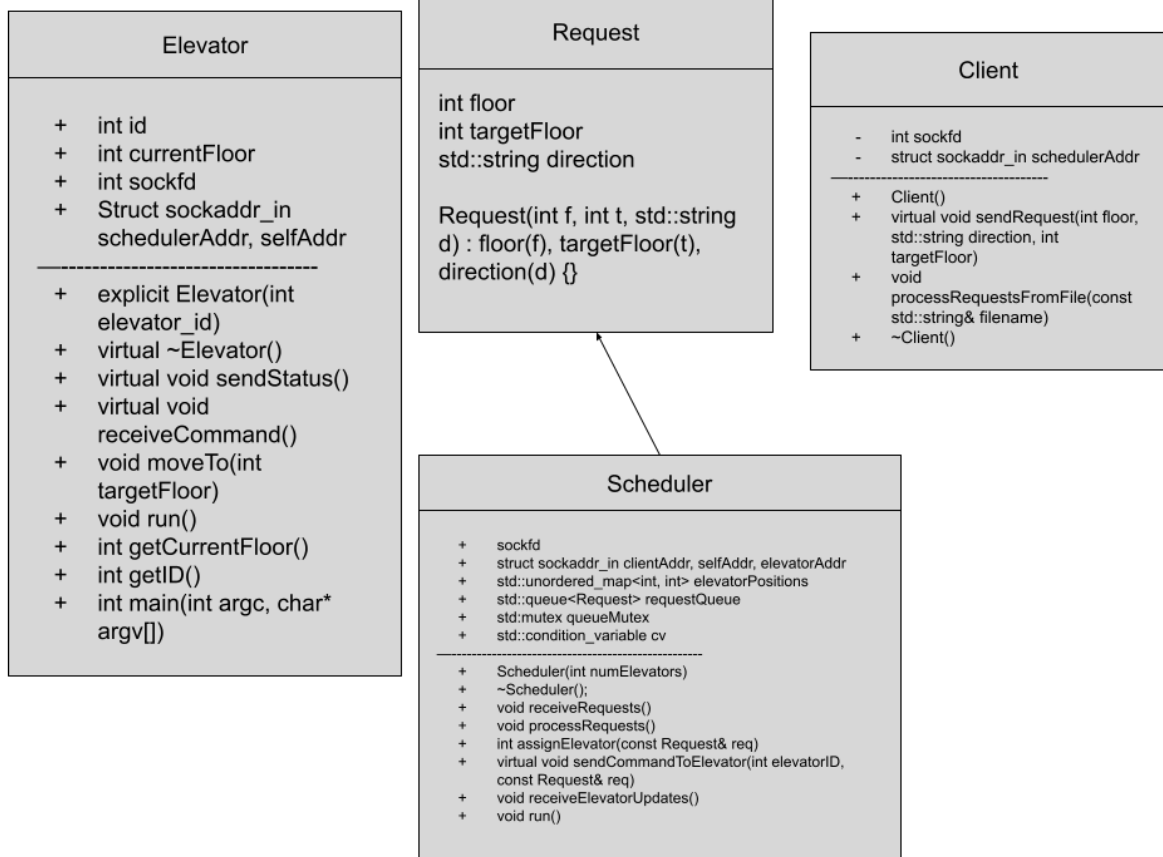 Elevator
+ int id
+ int currentFloor
+ int sockfd
+ Struct sockaddr_in
schedulerAddr, selfAddr
+ explicit Elevator(int
elevator_id)
+ virtual ~Elevator()
+ virtual void sendStatus()
+ virtual void
receiveCommand()
+ void moveTo(int
targetFloor)
+ void run()
+ int getCurrentFloor()
+ int getID()
+ int main(int argc, char*
argv[])
Request
int floor
int targetFloor
std::string direction
Request(int f, int t, std::string
d) : floor(f), targetFloor(t),
direction(d) {}
Client
- int sockfd
- struct sockaddr_in schedulerAddr
+ Client()
+ virtual void sendRequest(int floor,
std::string direction, int
targetFloor)
+ void
processRequestsFromFile(const
std::string& filename)
+ ~Client()
Scheduler
+ sockfd
+ struct sockaddr_in clientAddr, selfAddr, elevatorAddr
+ std::unordered_map<int, int> elevatorPositions
+ std::queue<Request> requestQueue
+ std:mutex queueMutex
+ std::condition_variable cv
+ Scheduler(int numElevators)
+ ~Scheduler();
+ void receiveRequests()
+ void processRequests()
+ int assignElevator(const Request& req)
+ virtual void sendCommandToElevator(int elevatorID,
const Request& req)
+ void receiveElevatorUpdates()
+ void run()